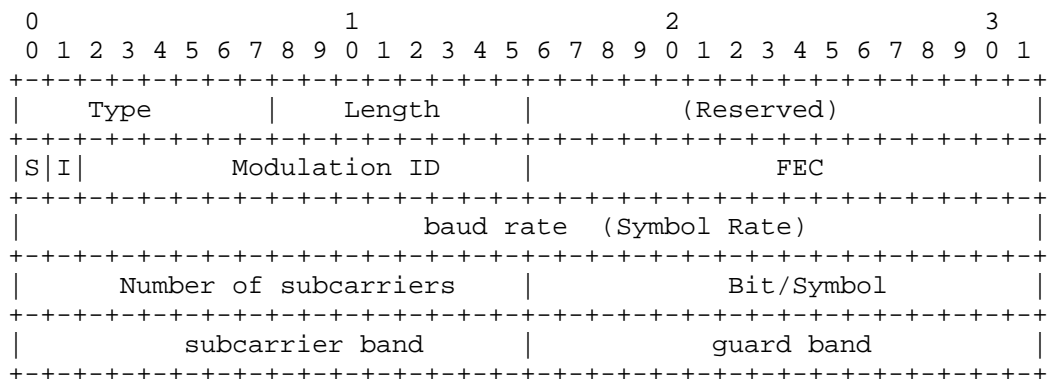 0                   1                   2                   3
 0 1 2 3 4 5 6 7 8 9 0 1 2 3 4 5 6 7 8 9 0 1 2 3 4 5 6 7 8 9 0 1
+-+-+-+-+-+-+-+-+-+-+-+-+-+-+-+-+-+-+-+-+-+-+-+-+-+-+-+-+-+-+-+-+
|    Type       |    Length     |         (Reserved)            |
+-+-+-+-+-+-+-+-+-+-+-+-+-+-+-+-+-+-+-+-+-+-+-+-+-+-+-+-+-+-+-+-+
|S|I|         Modulation ID     |               FEC             |
+-+-+-+-+-+-+-+-+-+-+-+-+-+-+-+-+-+-+-+-+-+-+-+-+-+-+-+-+-+-+-+-+
|                         baud rate  (Symbol Rate)              |
+-+-+-+-+-+-+-+-+-+-+-+-+-+-+-+-+-+-+-+-+-+-+-+-+-+-+-+-+-+-+-+-+
|      Number of subcarriers    |            Bit/Symbol         |
+-+-+-+-+-+-+-+-+-+-+-+-+-+-+-+-+-+-+-+-+-+-+-+-+-+-+-+-+-+-+-+-+
|          subcarrier band      |           guard band          |
+-+-+-+-+-+-+-+-+-+-+-+-+-+-+-+-+-+-+-+-+-+-+-+-+-+-+-+-+-+-+-+-+